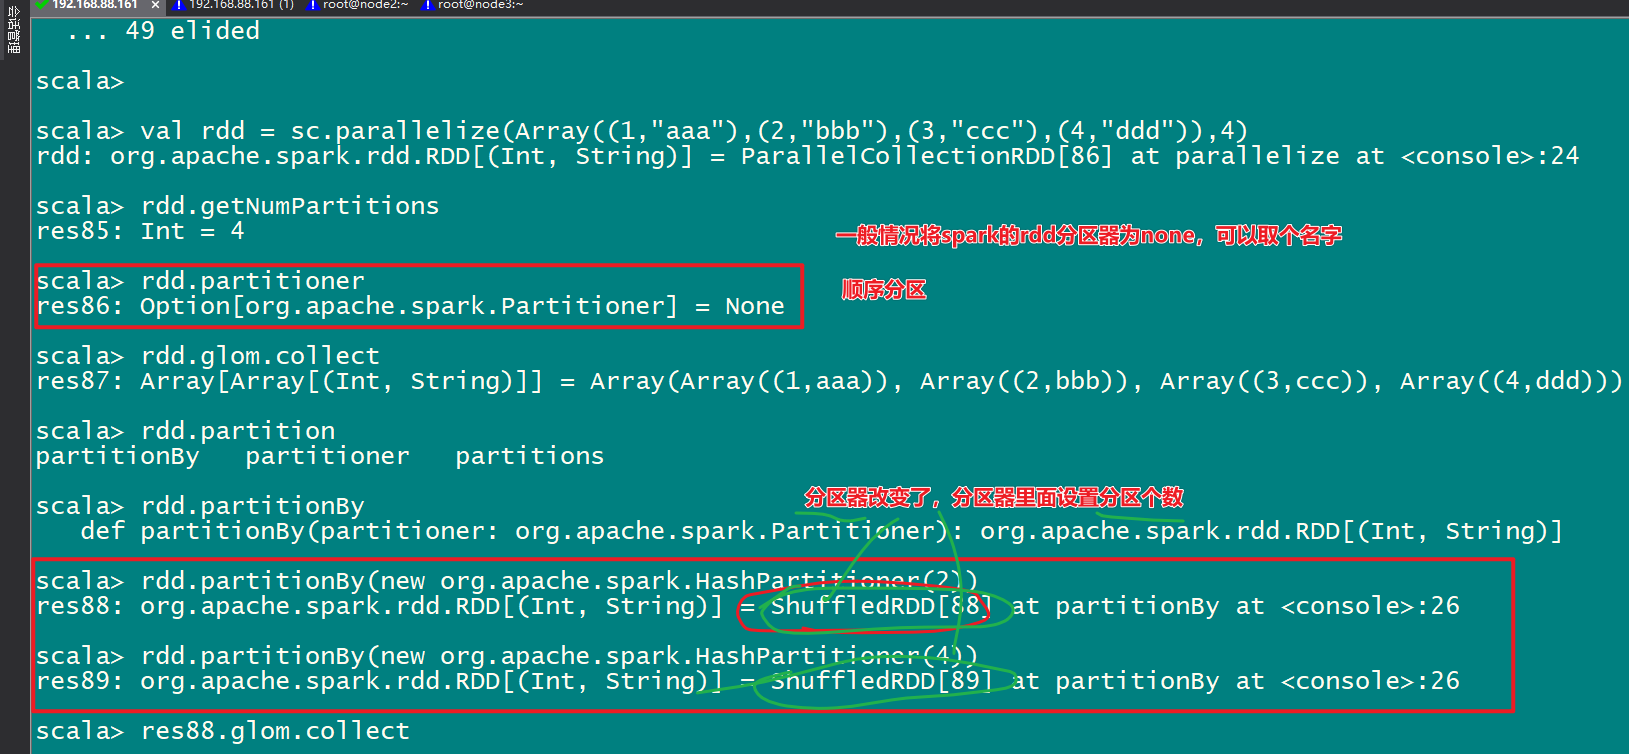 会话管理
192.168.88.161 × 192.168.88.161 (1) root@node2:~ root@node3:~
... 49 elided
scala>
scala> val rdd = sc.parallelize(Array((1,"aaa"),(2,"bbb"),(3,"ccc"),(4,"ddd")),4)
rdd: org.apache.spark.rdd.RDD[(Int, String)] = ParallelCollectionRDD[86] at parallelize at <console>:24
scala> rdd.getNumPartitions
res85: Int = 4
一般情况将spark的rdd分区器为none，可以取个名字
scala> rdd.partitioner
顺序分区
res86: Option[org.apache.spark.Partitioner] = None
scala> rdd.glom.collect
res87: Array[Array[(Int, String)]] = Array(Array((1,aaa)), Array((2,bbb)), Array((3,ccc)), Array((4,ddd)))
scala> rdd.partition
partitionBy partitioner partitions
分区器改变了，分区器里面设置分区个数
scala> rdd.partitionBy
def partitionBy(partitioner: org.apache.spark.Partitioner): org.apache.spark.rdd.RDD[(Int, String)]
scala> rdd.partitionBy(new org.apache.spark.HashPartitioner(2))
res88: org.apache.spark.rdd.RDD[(Int, String)] = ShuffledRDD[88] at partitionBy at <console>:26
scala> rdd.partitionBy(new org.apache.spark.HashPartitioner(4))
res89: org.apache.spark.rdd.RDD[(Int, String)] = ShuffledRDD[89] at partitionBy at <console>:26
scala> res88.glom.collect